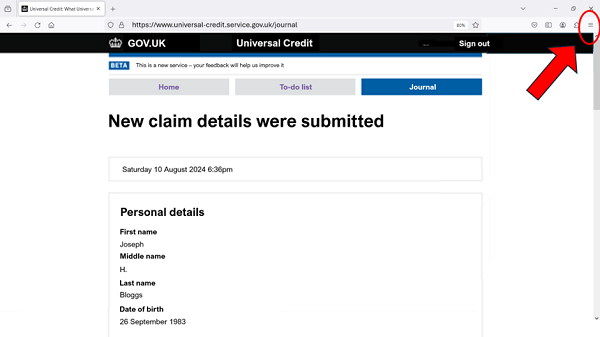 Universal Credit: What Univers
https://www.universal-credit.service.gov.uk/journal
80%
GOV.UK Universal Credit Sign out
BETA This is a new service – your feedback will help us improve it
Home To-do list Journal
New claim details were submitted
Saturday 10 August 2024 6:36pm
Personal details
First name
Joseph
Middle name
H.
Last name
Bloggs
Date of birth
26 September 1983